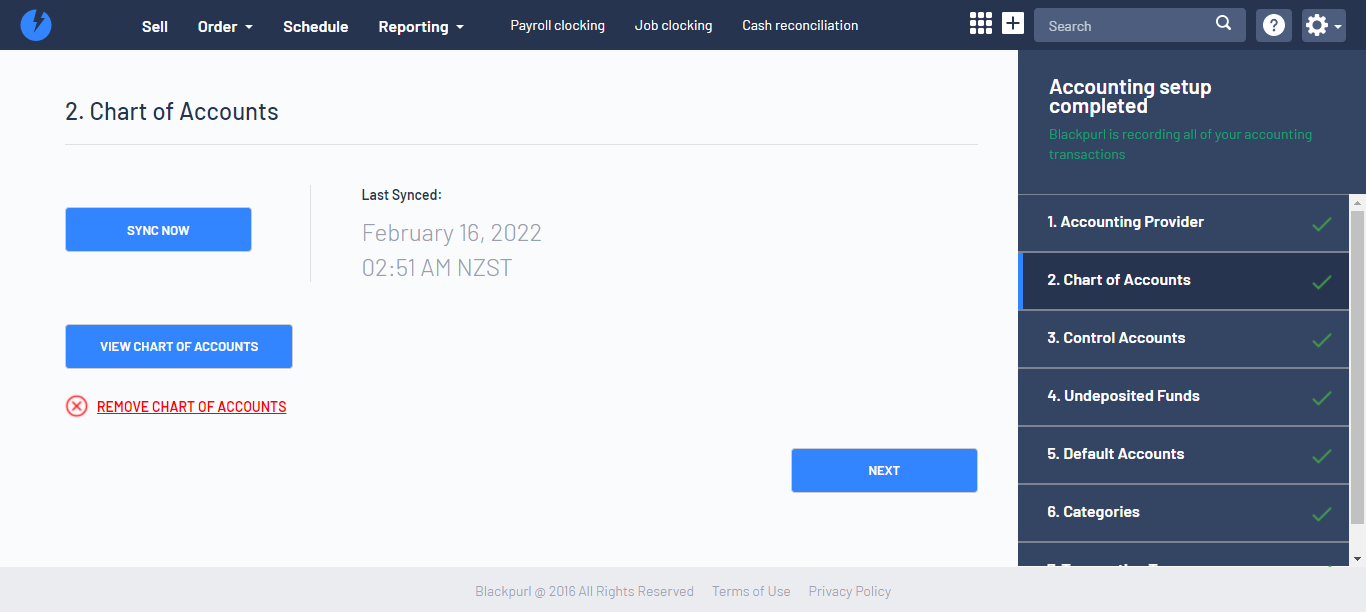 Sell Order Schedule Reporting Payroll clocking Job clocking Cash reconciliation Search
2. Chart of Accounts
SYNC NOW
Last Synced:
February 16, 2022
02:51 AM NZST
VIEW CHART OF ACCOUNTS
REMOVE CHART OF ACCOUNTS
NEXT
Accounting setup
completed
Blackpurl is recording all of your accounting
transactions
1. Accounting Provider
2. Chart of Accounts
3. Control Accounts
4. Undeposited Funds
5. Default Accounts
6. Categories
Blackpurl @ 2016 All Rights Reserved Terms of Use Privacy Policy